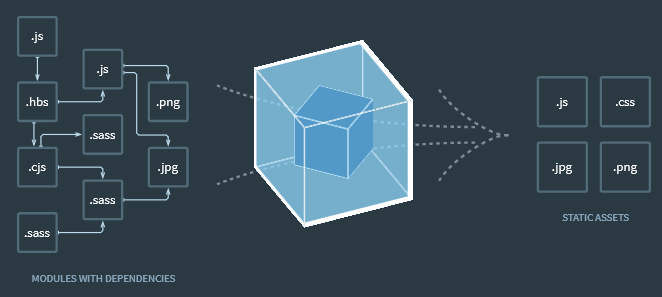 .js
.js
.hbs
.png
.sass
.cjs
.jpg
.sass
.sass
MODULES WITH DEPENDENCIES
.js
.css
.jpg
.png
STATIC ASSETS